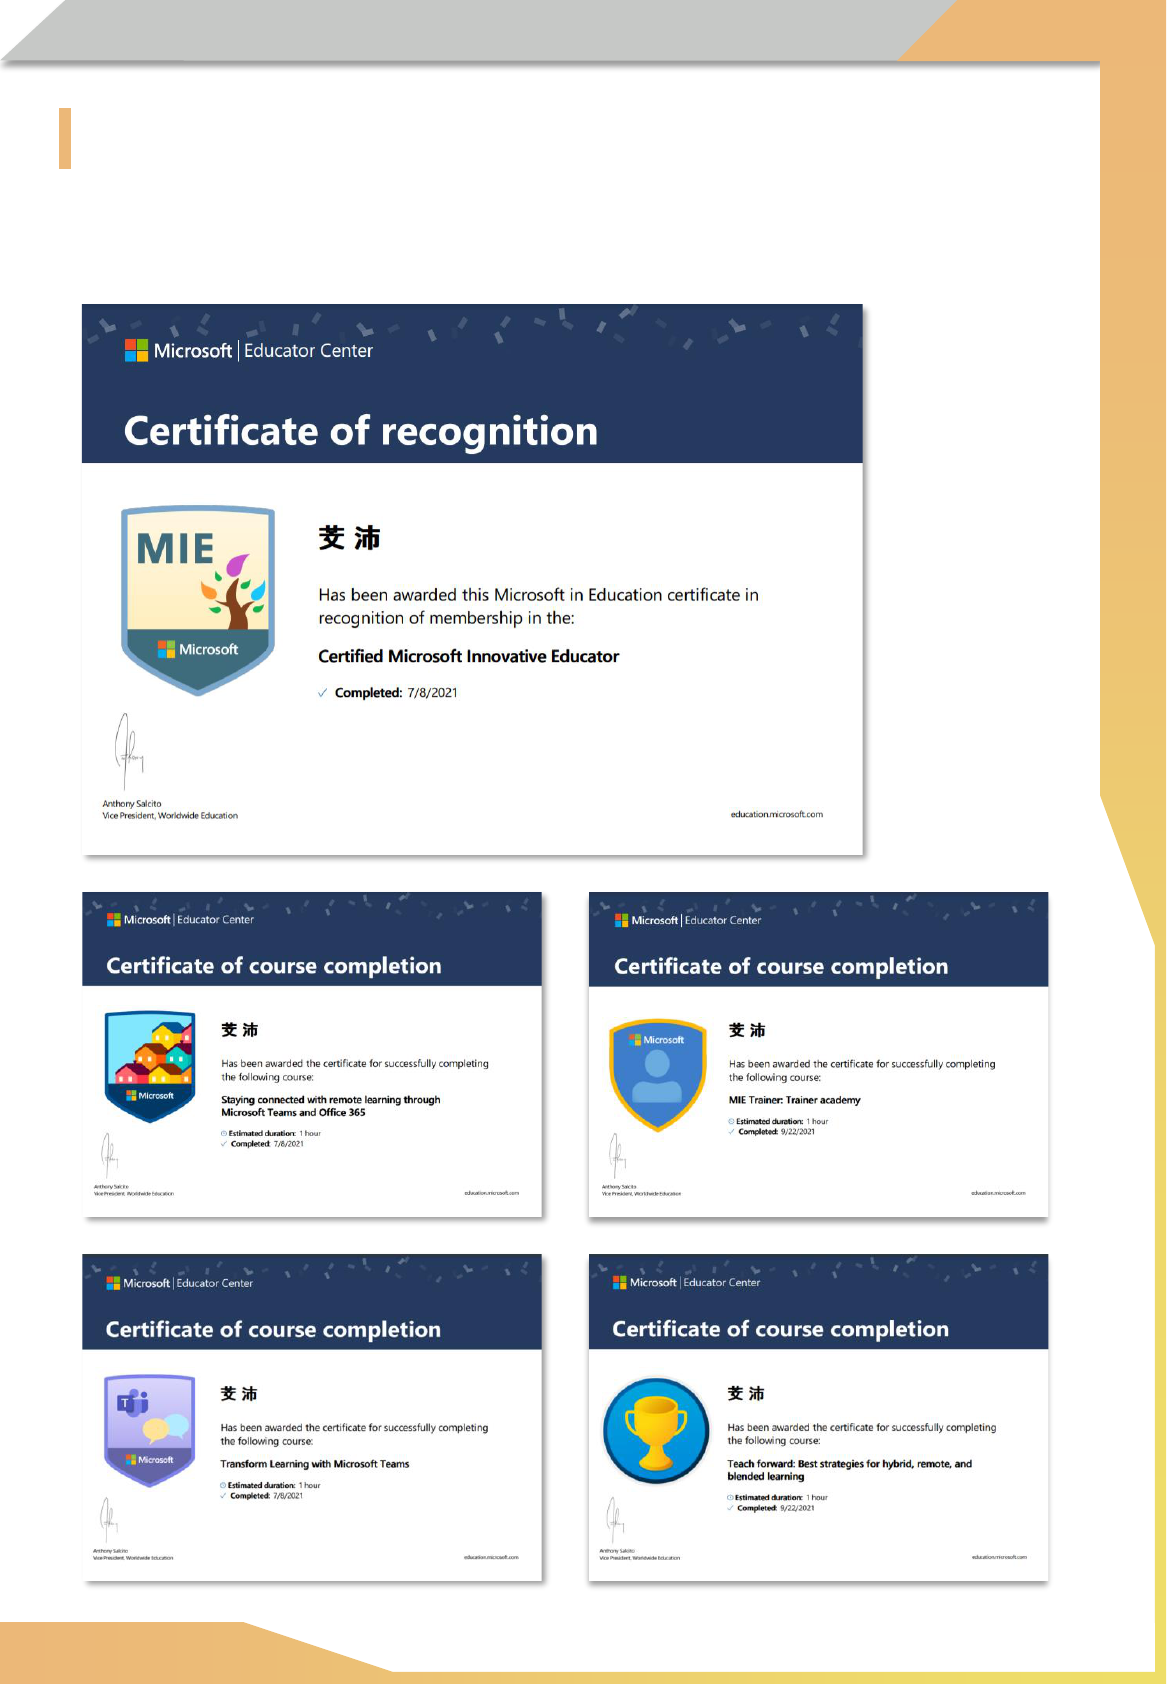 Microsoft | Educator Center
Certificate of recognition
MIE
Microsoft
芠 沛
Has been awarded this Microsoft in Education certificate in
recognition of membership in the:
Certified Microsoft Innovative Educator
✓ Completed: 7/8/2021
Anthony Salcito
Vice President, Worldwide Education
education.microsoft.com
Microsoft | Educator Center
Certificate of course completion
Microsoft
芠 沛
Has been awarded the certificate for successfully completing
the following course:
Staying connected with remote learning through
Microsoft Teams and Office 365
Estimated duration: 1 hour
✓ Completed: 7/8/2021
Anthony Salcito
Vice President, Worldwide Education
education.microsoft.com
Microsoft | Educator Center
Certificate of course completion
Microsoft
芠 沛
Has been awarded the certificate for successfully completing
the following course:
MIE Trainer: Trainer academy
Estimated duration: 1 hour
✓ Completed: 9/22/2021
Anthony Salcito
Vice President, Worldwide Education
education.microsoft.com
Microsoft | Educator Center
Certificate of course completion
T
Microsoft
芠 沛
Has been awarded the certificate for successfully completing
the following course:
Transform Learning with Microsoft Teams
Estimated duration: 1 hour
✓ Completed: 7/8/2021
Anthony Salcito
Vice President, Worldwide Education
education.microsoft.com
Microsoft | Educator Center
Certificate of course completion
芠 沛
Has been awarded the certificate for successfully completing
the following course:
Teach forward: Best strategies for hybrid, remote, and
blended learning
Estimated duration: 1 hour
✓ Completed: 9/22/2021
Anthony Salcito
Vice President, Worldwide Education
education.microsoft.com